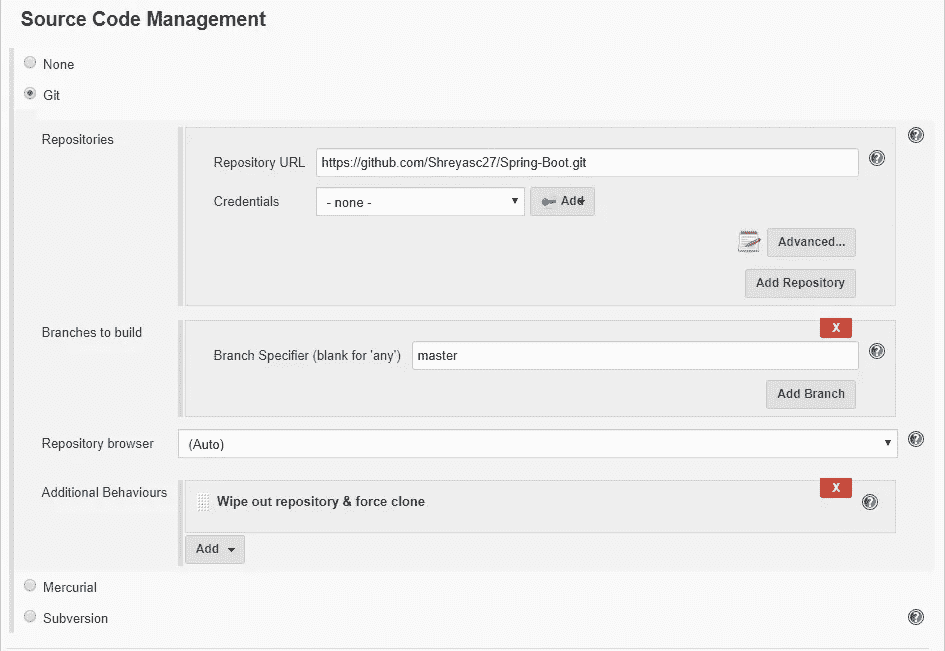 Source Code Management
None
Git
Repositories
Repository URL https://github.com/Shreyasc27/Spring-Boot.git
Credentials - none - Add
Advanced...
Add Repository
Branches to build
X
Branch Specifier (blank for 'any') master
Add Branch
Repository browser (Auto)
Additional Behaviours
X
Wipe out repository & force clone
Add
Mercurial
Subversion